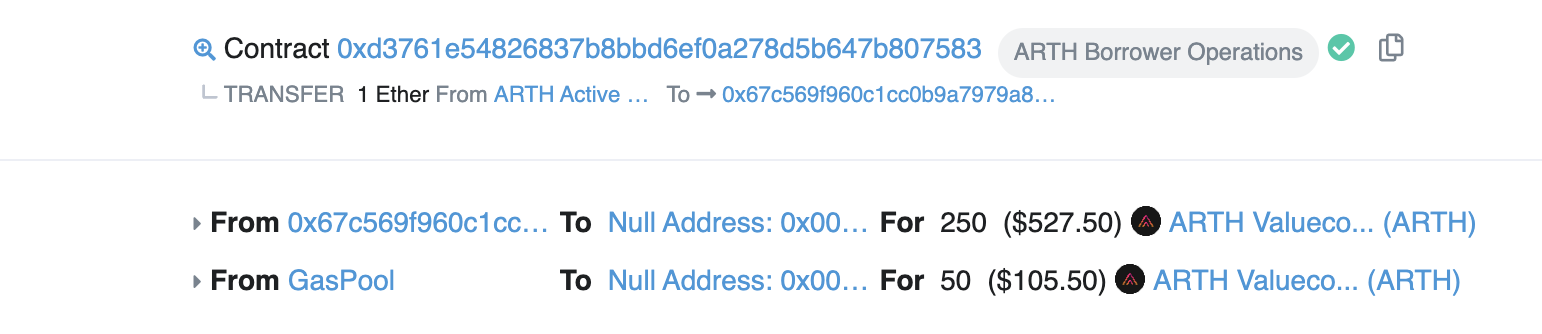 Contract 0xd3761e54826837b8bbd6ef0a278d5b647b807583 ARTH Borrower Operations
TRANSFER 1 Ether From ARTH Active ... To → 0x67c569f960c1cc0b9a7979a8...
From 0x67c569f960c1cc... To Null Address: 0x00... For 250 ($527.50) ARTH Valueco... (ARTH)
From GasPool To Null Address: 0x00... For 50 ($105.50) ARTH Valueco... (ARTH)